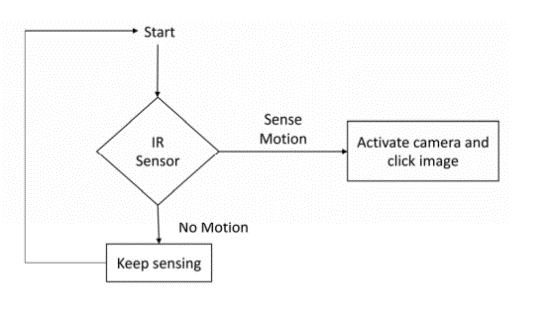 Start
IR
Sensor
Sense
Motion
Activate camera and
click image
No Motion
Keep sensing